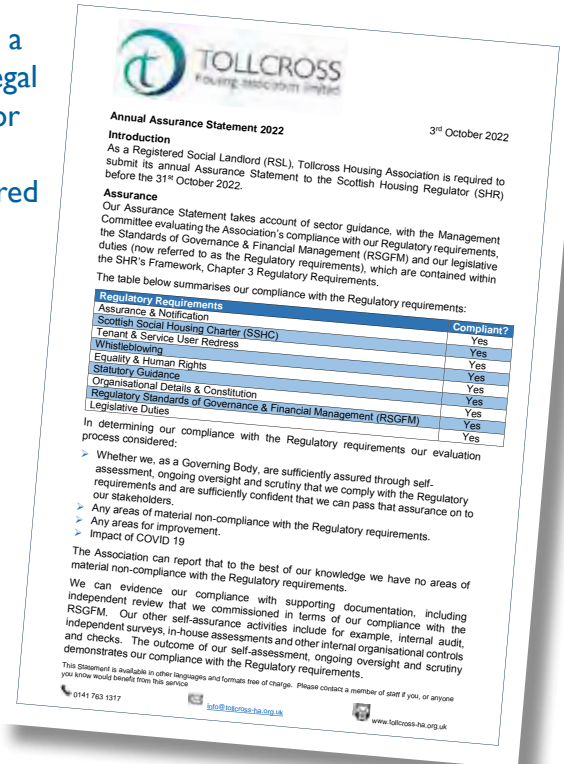 a
egal
or
red
TOLLCROSS
housing association limited
Annual Assurance Statement 2022 3rd October 2022
Introduction
As a Registered Social Landlord (RSL), Tollcross Housing Association is required to
submit its annual Assurance Statement to the Scottish Housing Regulator (SHR)
before the 31st October 2022.
Assurance
Our Assurance Statement takes account of sector guidance, with the Management
Committee evaluating the Association's compliance with our Regulatory requirements,
the Standards of Governance & Financial Management (RSGFM) and our legislative
duties (now referred to as the Regulatory requirements), which are contained within
the SHR's Framework, Chapter 3 Regulatory Requirements.
The table below summarises our compliance with the Regulatory requirements:
Regulatory Requirements Compliant?
Assurance & Notification Yes
Scottish Social Housing Charter (SSHC) Yes
Tenant & Service User Redress Yes
Whistleblowing Yes
Equality & Human Rights Yes
Statutory Guidance Yes
Organisational Details & Constitution Yes
Regulatory Standards of Governance & Financial Management (RSGFM) Yes
Legislative Duties Yes
In determining our compliance with the Regulatory requirements our evaluation
process considered:
Whether we, as a Governing Body, are sufficiently assured through self-
assessment, ongoing oversight and scrutiny that we comply with the Regulatory
requirements and are sufficiently confident that we can pass that assurance on to
our stakeholders.
Any areas of material non-compliance with the Regulatory requirements.
Any areas for improvement.
Impact of COVID 19
The Association can report that to the best of our knowledge we have no areas of
material non-compliance with the Regulatory requirements.
We can evidence our compliance with supporting documentation, including
independent review that we commissioned in terms of our compliance with the
RSGFM. Our other self-assurance activities include for example, internal audit,
independent surveys, in-house assessments and other internal organisational controls
and checks. The outcome of our self-assessment, ongoing oversight and scrutiny
demonstrates our compliance with the Regulatory requirements.
This Statement is available in other languages and formats free of charge. Please contact a member of staff if you, or anyone
you know would benefit from this service
0141 763 1317 info@tollcross-ha.org.uk www.tollcross-ha.org.uk